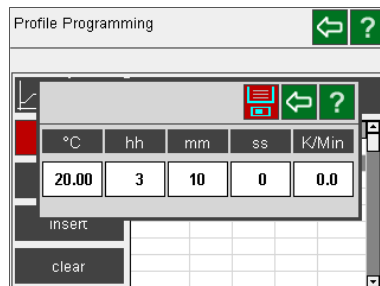 Profile Programming
?
?
°C hh mm ss K/Min
20.00 3 10 0 0.0
insert
clear